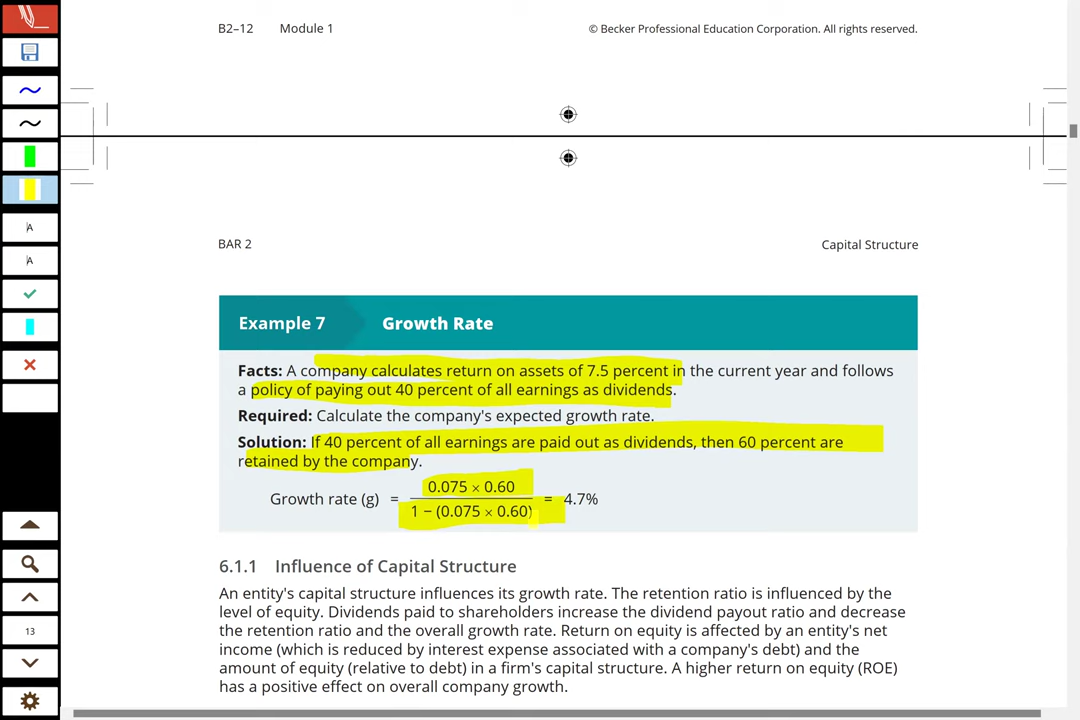 B2–12 Module 1 © Becker Professional Education Corporation. All rights reserved.
BAR 2 Capital Structure
Example 7 Growth Rate
Facts: A company calculates return on assets of 7.5 percent in the current year and follows
a policy of paying out 40 percent of all earnings as dividends.
Required: Calculate the company's expected growth rate.
Solution: If 40 percent of all earnings are paid out as dividends, then 60 percent are
retained by the company.
0.075 × 0.60
Growth rate (g) = = 4.7%
1 − (0.075 × 0.60)
6.1.1 Influence of Capital Structure
An entity's capital structure influences its growth rate. The retention ratio is influenced by the
level of equity. Dividends paid to shareholders increase the dividend payout ratio and decrease
the retention ratio and the overall growth rate. Return on equity is affected by an entity's net
income (which is reduced by interest expense associated with a company's debt) and the
amount of equity (relative to debt) in a firm's capital structure. A higher return on equity (ROE)
has a positive effect on overall company growth.
A
A
13